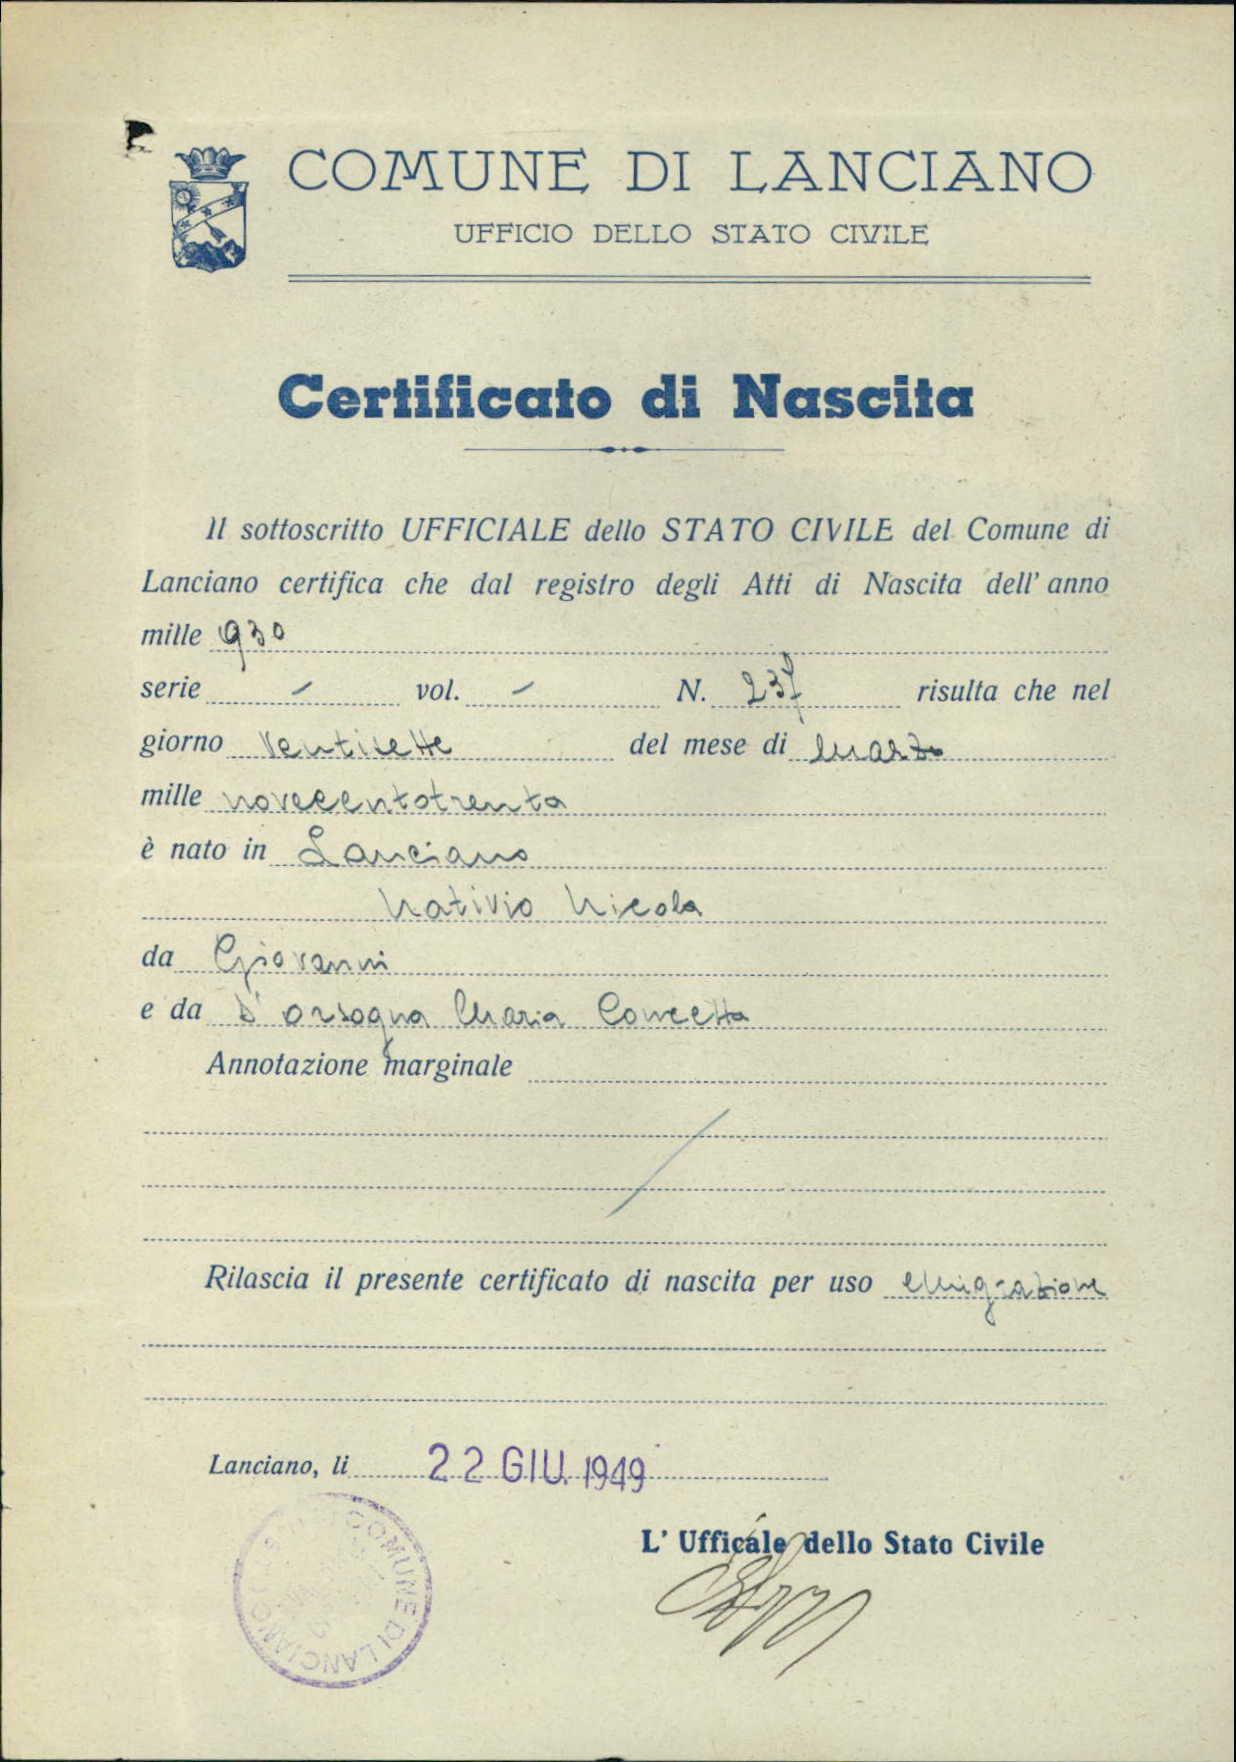 COMUNE DI LANCIANO
UFFICIO DELLO STATO CIVILE
Certificato di Nascita
Il sottoscritto UFFICIALE dello STATO CIVILE del Comune di
Lanciano certifica che dal registro degli Atti di Nascita dell' anno
mille 930
serie - vol. - N. 237 risulta che nel
giorno Ventisette del mese di Marzo
mille novecentotrenta
è nato in Lanciano
Nativio Nicola
da Giovanni
e da D'orsogna Maria Concetta
Annotazione marginale
Rilascia il presente certificato di nascita per uso emigrazione
Lanciano, li 22 GIU. 1949
L'Ufficale dello Stato Civile
COMUNE DI LANCIANO